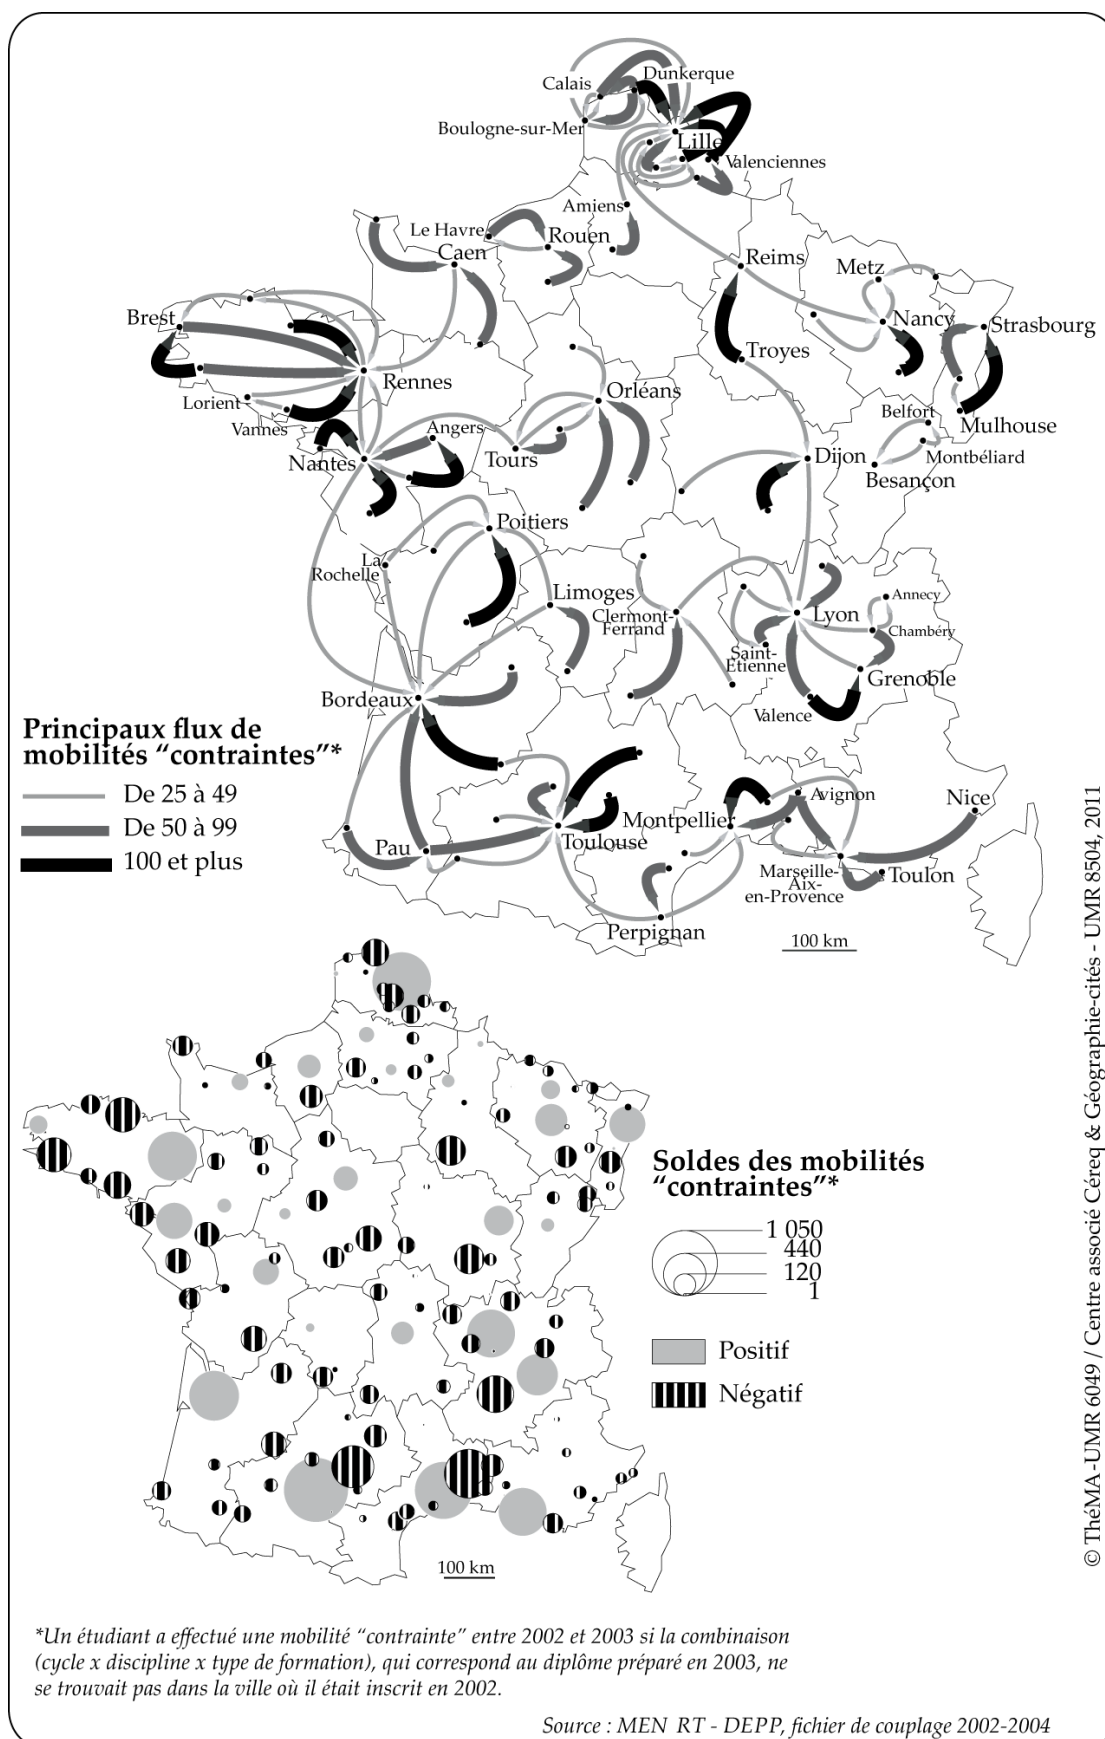 Calais
Dunkerque
Boulogne-sur-Mer
Lille
Valenciennes
Amiens
Le Havre
Rouen
Caen
Reims
Metz
Brest
Nancy
Strasbourg
Troyes
Rennes
Orléans
Lorient
Belfort
Vannes
Angers
Mulhouse
Nantes
Tours
Dijon
Montbéliard
Besançon
Poitiers
La
Rochelle
Limoges
Annecy
Clermont-
Ferrand
Lyon
Chambéry
Saint-
Etienne
Grenoble
Bordeaux
Valence
Principaux flux de
mobilités “contraintes”*
De 25 à 49
De 50 à 99
100 et plus
Avignon
Nice
Montpellier
Pau
Toulouse
Marseille-
Aix-
en-Provence
Toulon
Perpignan
100 km
Soldes des mobilités
“contraintes”*
1 050
440
120
1
Positif
Négatif
100 km
*Un étudiant a effectué une mobilité “contrainte” entre 2002 et 2003 si la combinaison
(cycle x discipline x type de formation), qui correspond au diplôme préparé en 2003, ne
se trouvait pas dans la ville où il était inscrit en 2002.
Source : MEN RT - DEPP, fichier de couplage 2002-2004
© ThéMA-UMR 6049 / Centre associé Céreq & Géographie-cités - UMR 8504, 2011